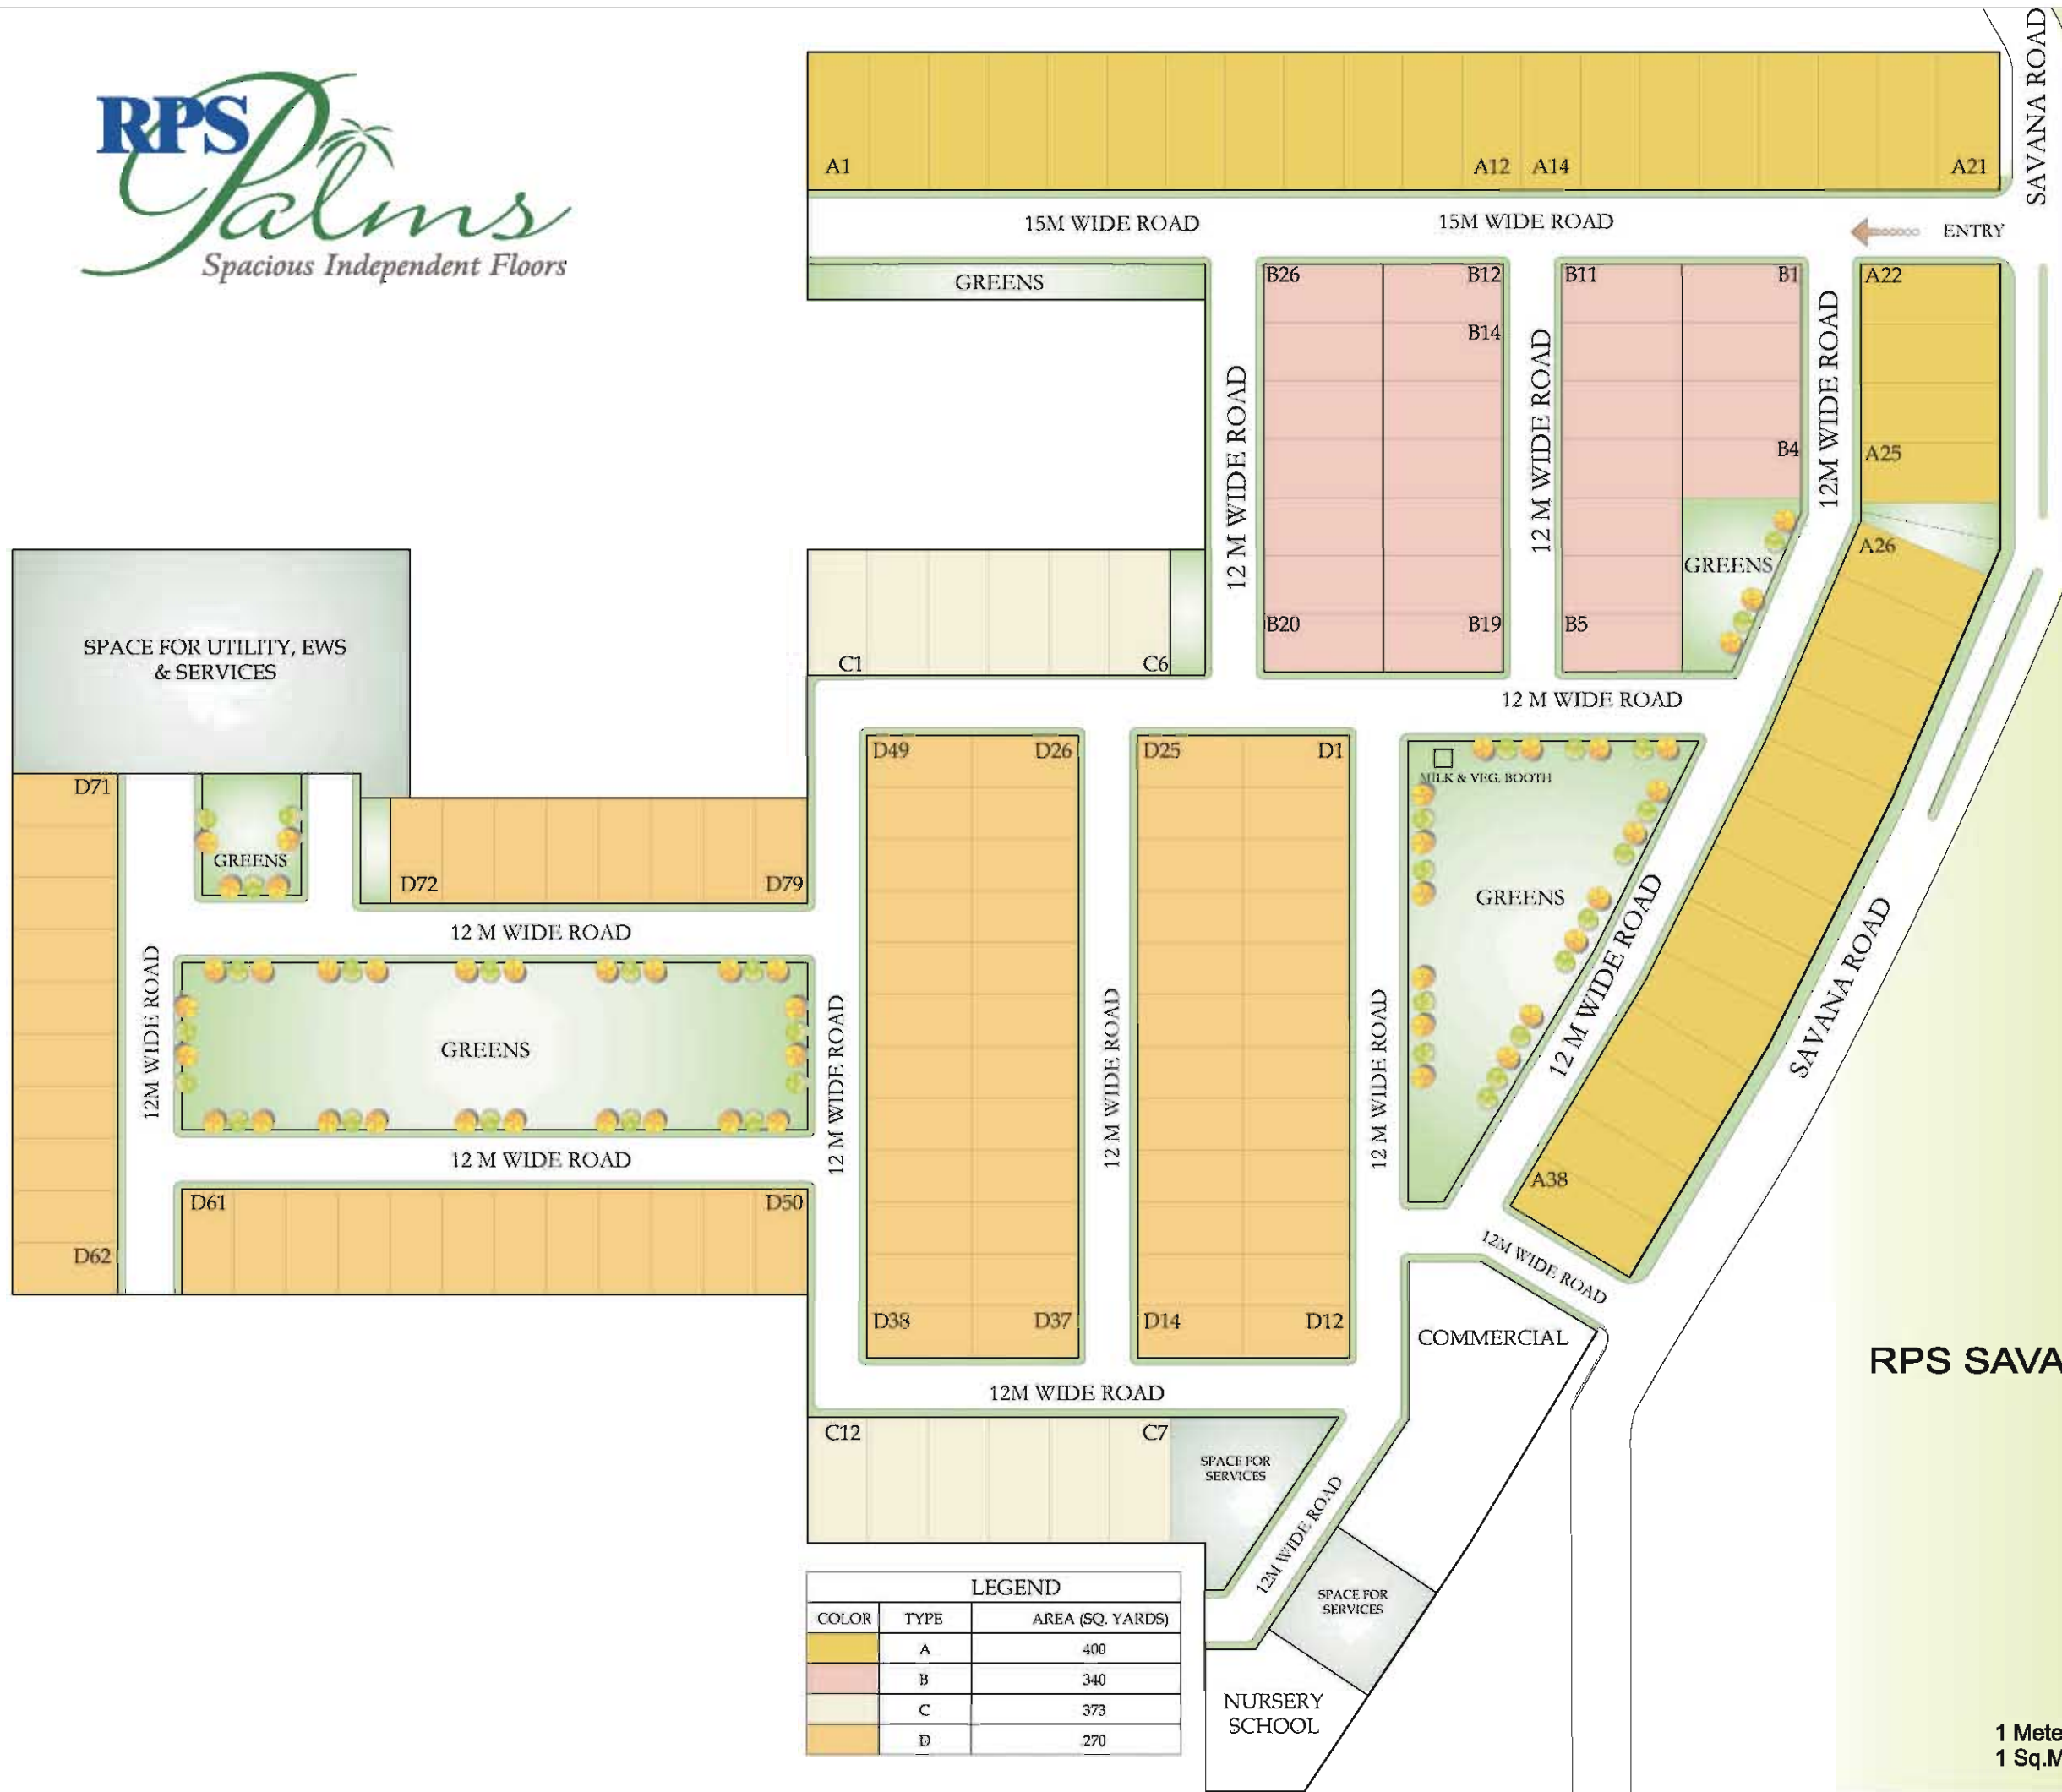 SAVANA ROAD
RPS
Palms
Spacious Independent Floors
A1
A12
A14
A21
15M WIDE ROAD
15M WIDE ROAD
ENTRY
GREENS
B26
B12
B11
B1
A22
B14
12 M WIDE ROAD
12 M WIDE ROAD
12M WIDE ROAD
B4
A25
A26
GREENS
B20
B19
B5
SPACE FOR UTILITY, EWS
& SERVICES
C1
C6
12 M WIDE ROAD
D49
D26
D25
D1
MILK & VEG. BOOTH
D71
GREENS
D72
D79
GREENS
12 M WIDE ROAD
12M WIDE ROAD
GREENS
12 M WIDE ROAD
12 M WIDE ROAD
12 M WIDE ROAD
12 M WIDE ROAD
SAVANA ROAD
12 M WIDE ROAD
A38
D61
D50
D62
12M WIDE ROAD
D38
D37
D14
D12
COMMERCIAL
RPS SAVA
12M WIDE ROAD
C12
C7
SPACE FOR
SERVICES
12M WIDE ROAD
SPACE FOR
SERVICES
LEGEND
COLOR TYPE AREA (SQ. YARDS)
A 400
B 340
C 373
D 270
NURSERY
SCHOOL
1 Mete
1 Sq.M